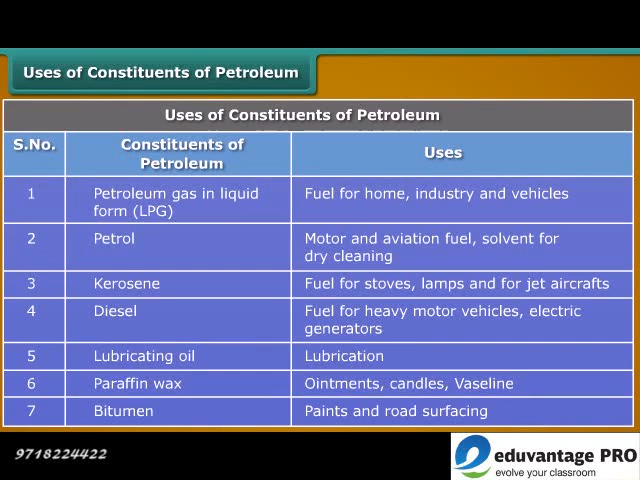 Uses of Constituents of Petroleum
Uses of Constituents of Petroleum
S.No. Constituents of Petroleum Uses
1 Petroleum gas in liquid form (LPG) Fuel for home, industry and vehicles
2 Petrol Motor and aviation fuel, solvent for dry cleaning
3 Kerosene Fuel for stoves, lamps and for jet aircrafts
4 Diesel Fuel for heavy motor vehicles, electric generators
5 Lubricating oil Lubrication
6 Paraffin wax Ointments, candles, Vaseline
7 Bitumen Paints and road surfacing
9718224422
eduvantage PRO
evolve your classroom